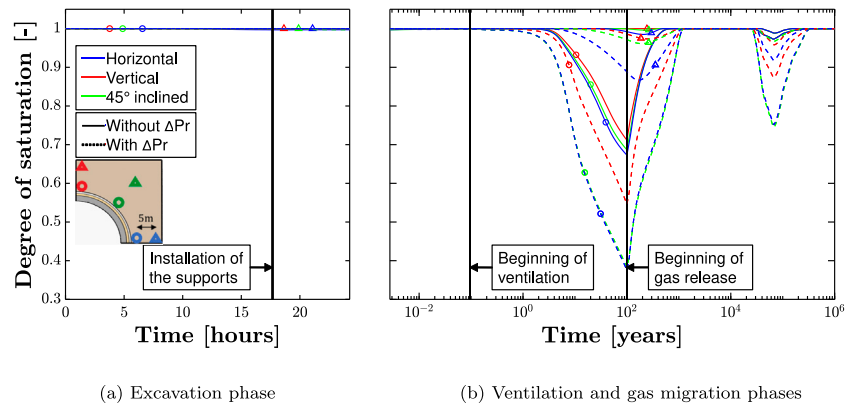 Degree of saturation [-]
1
0.9
0.8
0.7
0.6
0.5
0.4
0.3
Horizontal
Vertical
45° inclined
Without ΔPr
With ΔPr
5m
Installation of
the supports
0
5
10
15
20
Time [hours]
Beginning of
ventilation
Beginning of
gas release
10^-2
10^0
10^2
10^4
10^6
Time [years]
(a) Excavation phase
(b) Ventilation and gas migration phases